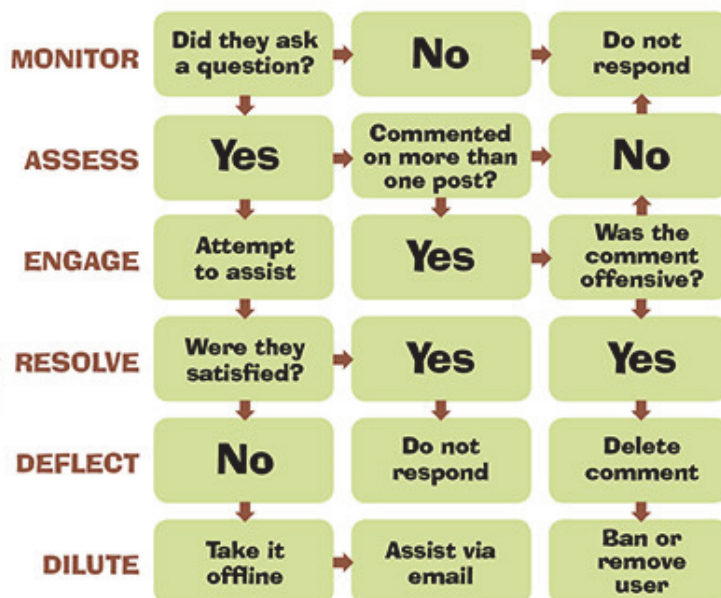 MONITOR
Did they ask
a question?
No
Do not
respond
ASSESS
Yes
Commented
on more than
one post?
No
ENGAGE
Attempt
to assist
Yes
Was the
comment
offensive?
RESOLVE
Were they
satisfied?
Yes
Yes
DEFLECT
No
Do not
respond
Delete
comment
DILUTE
Take it
offline
Assist via
email
Ban or
remove
user